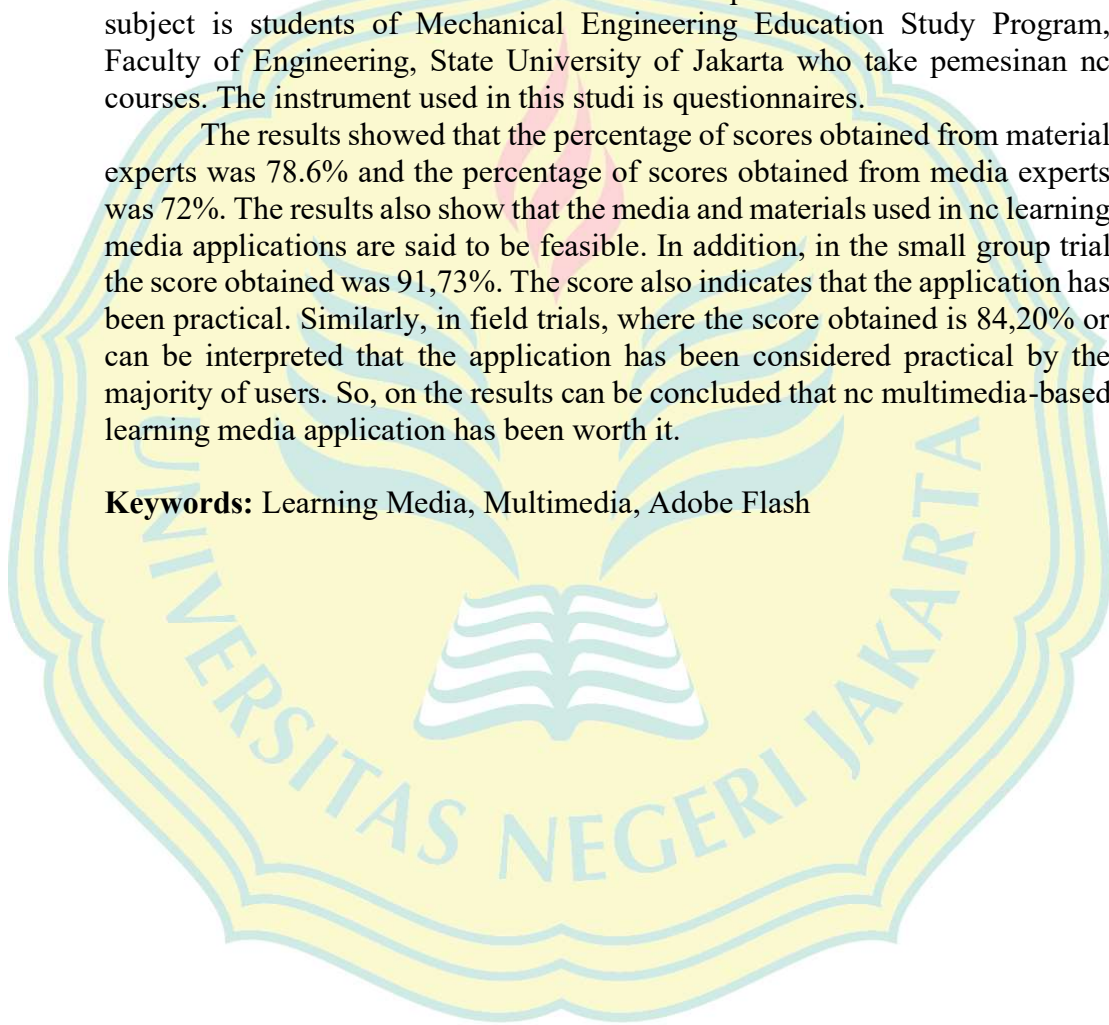 subject is students of Mechanical Engineering Education Study Program,
Faculty of Engineering, State University of Jakarta who take pemesinan nc
courses. The instrument used in this studi is questionnaires.
The results showed that the percentage of scores obtained from material
experts was 78.6% and the percentage of scores obtained from media experts
was 72%. The results also show that the media and materials used in nc learning
media applications are said to be feasible. In addition, in the small group trial
the score obtained was 91,73%. The score also indicates that the application has
been practical. Similarly, in field trials, where the score obtained is 84,20% or
can be interpreted that the application has been considered practical by the
majority of users. So, on the results can be concluded that nc multimedia-based
learning media application has been worth it.
Keywords: Learning Media, Multimedia, Adobe Flash
UNIVERSITAS NEGERI JAKARTA